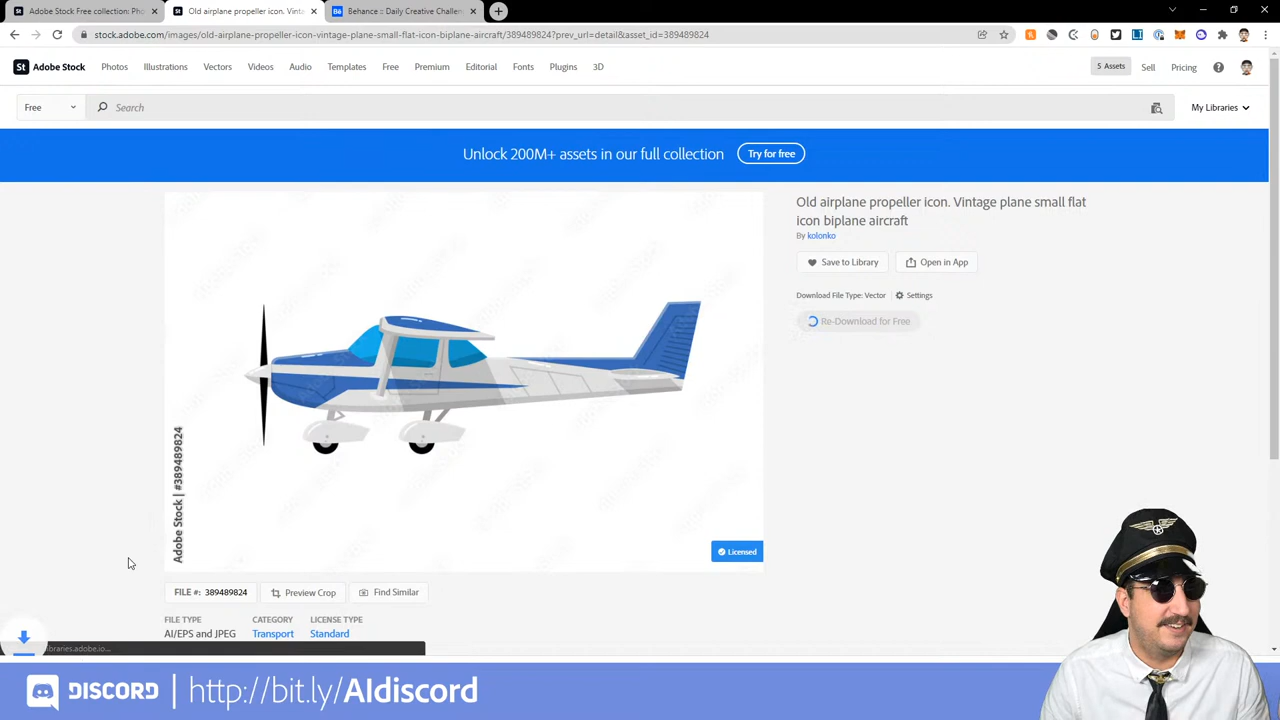 Adobe Stock Free collection: Ph
Old airplane propeller icon. Vinta
Behance :: Daily Creative Challen
stock.adobe.com/images/old-airplane-propeller-icon-vintage-plane-small-flat-icon-biplane-aircraft/389489824?prev_url=detail&asset_id=389489824
St Adobe Stock Photos Illustrations Vectors Videos Audio Templates Free Premium Editorial Fonts Plugins 3D 5 Assets Sell Pricing
Free Search My Libraries
Unlock 200M+ assets in our full collection Try for free
Old airplane propeller icon. Vintage plane small flat
icon biplane aircraft
By kolonko
Save to Library Open in App
Download File Type: Vector Settings
Re-Download for Free
Adobe Stock | #389489824
Licensed
FILE #: 389489824 Preview Crop Find Similar
FILE TYPE CATEGORY LICENSE TYPE
AI/EPS and JPEG Transport Standard
libraries.adobe.io...
DISCORD | http://bit.ly/AIdiscord